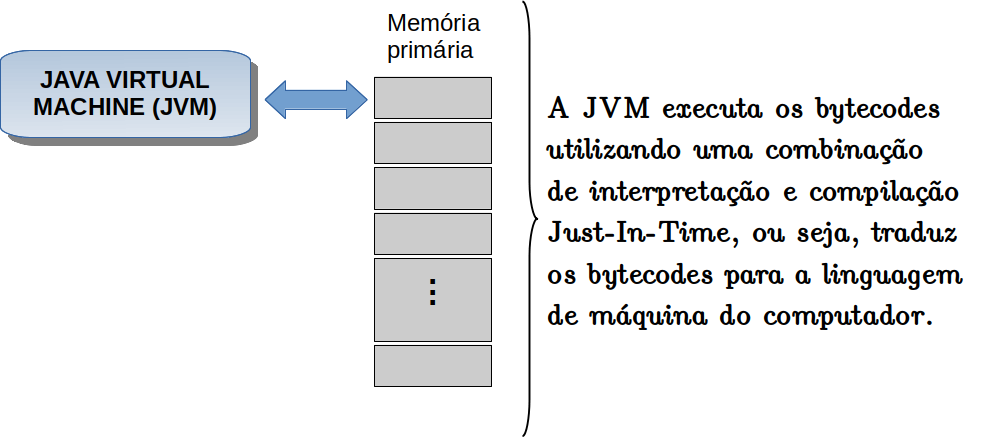 Memória
primária
JAVA VIRTUAL
MACHINE (JVM)
A JVM executa os bytecodes
utilizando uma combinação
de interpretação e compilação
Just-In-Time, ou seja, traduz
os bytecodes para a linguagem
de máquina do computador.